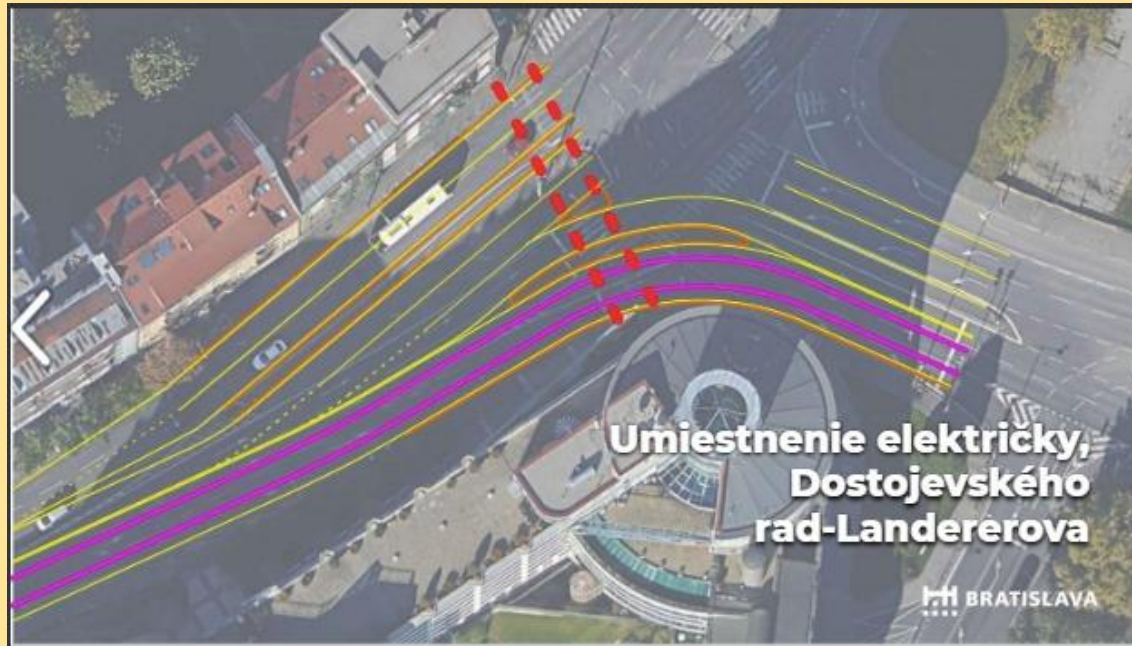 Umiestnenie električky,
Dostojevského
rad-Landererova
BRATISLAVA